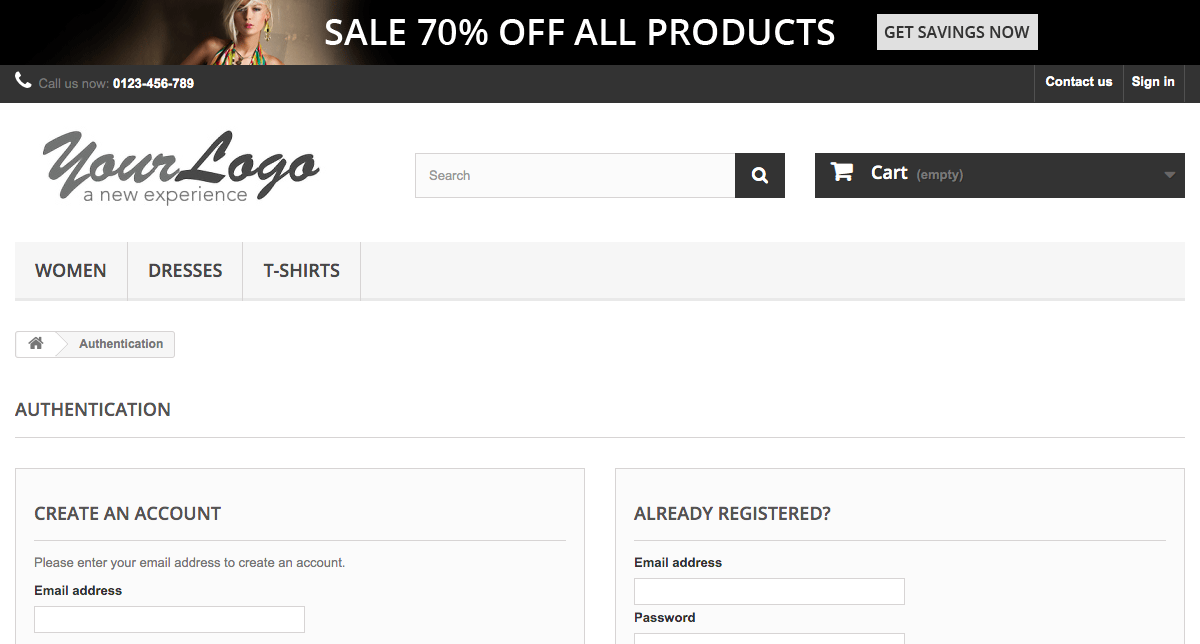 SALE 70% OFF ALL PRODUCTS
GET SAVINGS NOW
Call us now: 0123-456-789
Contact us
Sign in
Your Logo
a new experience
Search
Cart (empty)
WOMEN
DRESSES
T-SHIRTS
Authentication
AUTHENTICATION
CREATE AN ACCOUNT
Please enter your email address to create an account.
Email address
ALREADY REGISTERED?
Email address
Password